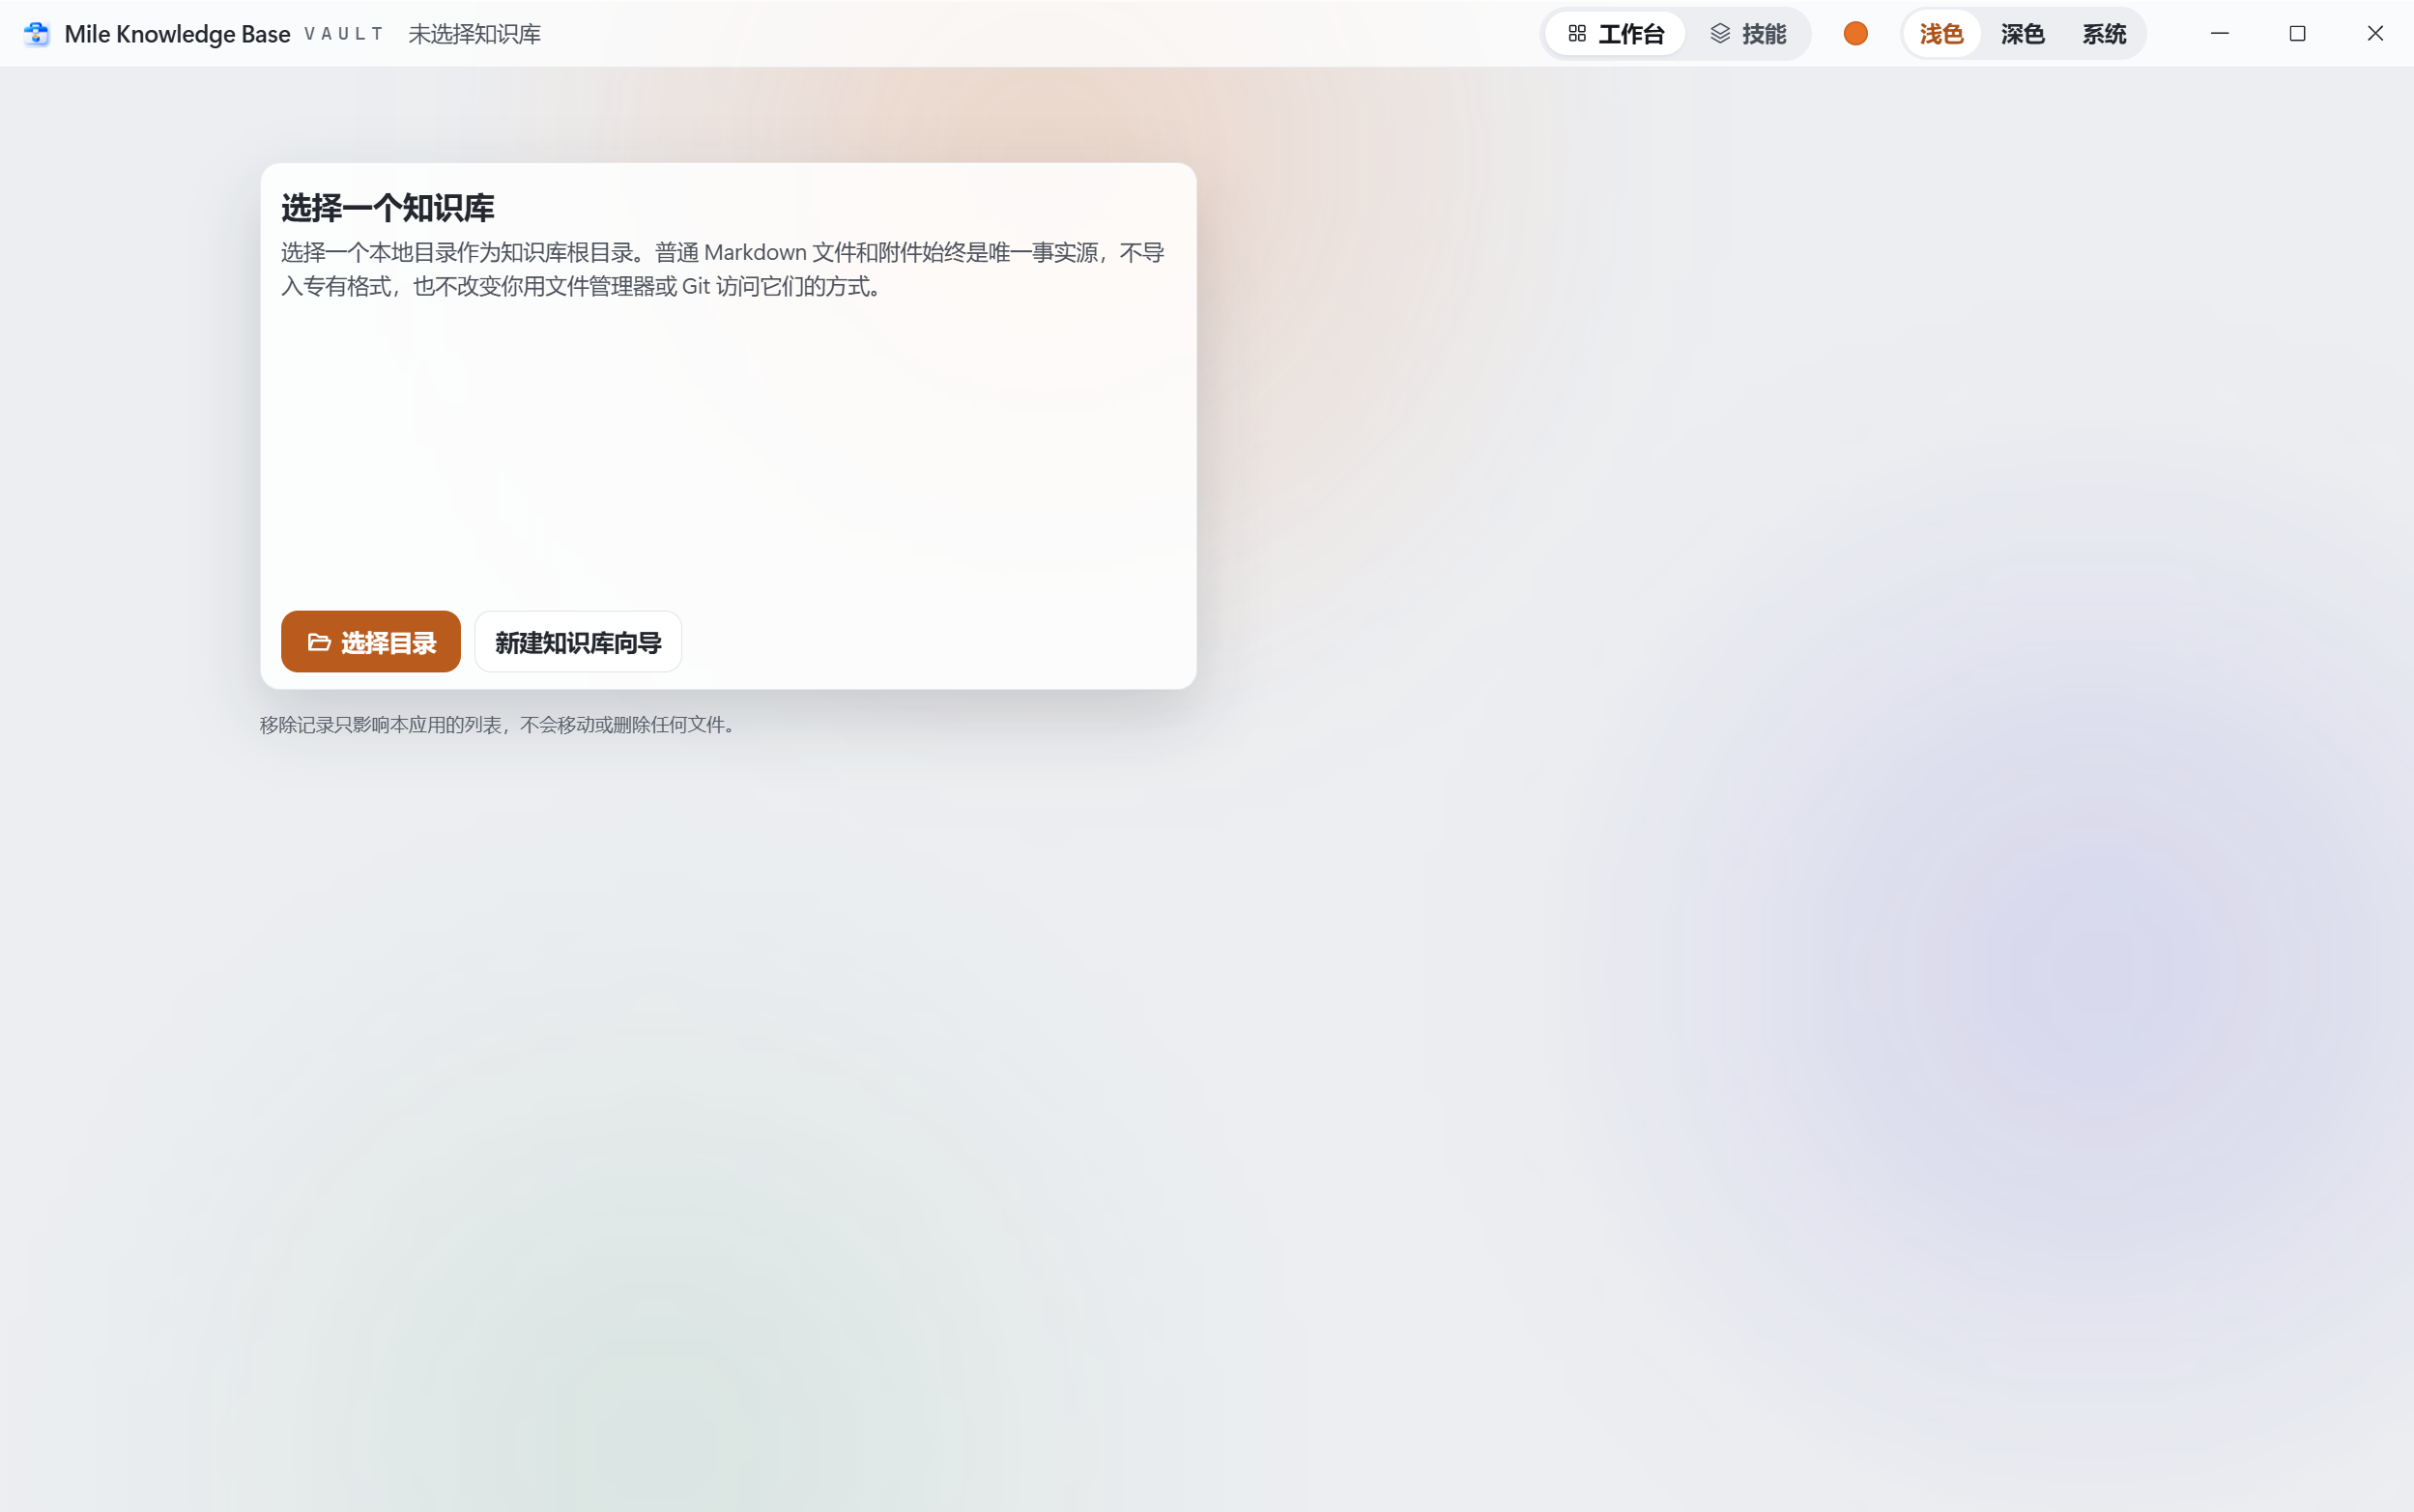 Mile Knowledge Base VAULT 未选择知识库 工作台 技能 浅色 深色 系统
选择一个知识库
选择一个本地目录作为知识库根目录。普通 Markdown 文件和附件始终是唯一事实源，不导
入专有格式，也不改变你用文件管理器或 Git 访问它们的方式。
选择目录 新建知识库向导
移除记录只影响本应用的列表，不会移动或删除任何文件。